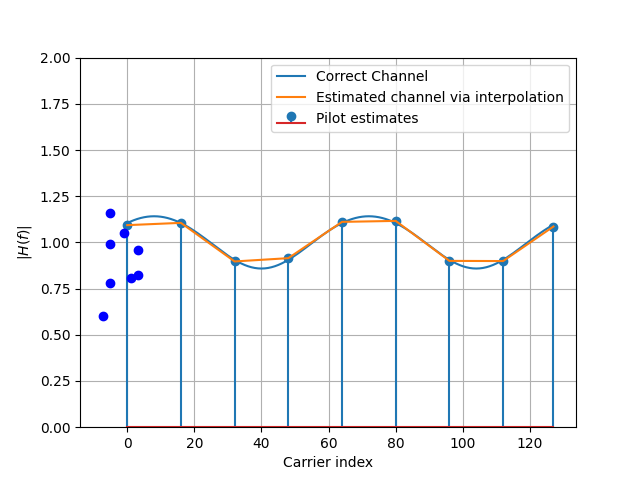 2.00
1.75
1.50
1.25
1.00
0.75
0.50
0.25
0.00
|H(f)|
Correct Channel
Estimated channel via interpolation
Pilot estimates
0 20 40 60 80 100 120
Carrier index